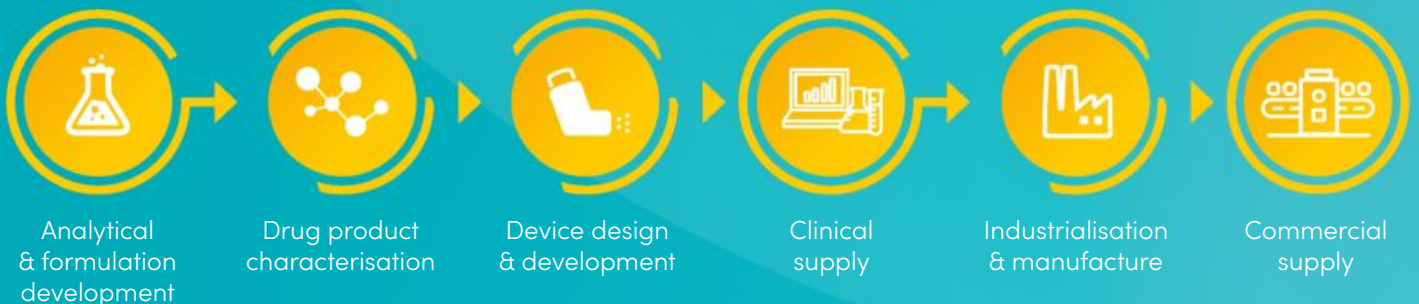 Analytical
& formulation
development
Drug product
characterisation
Device design
& development
Clinical
supply
Industrialisation
& manufacture
Commercial
supply